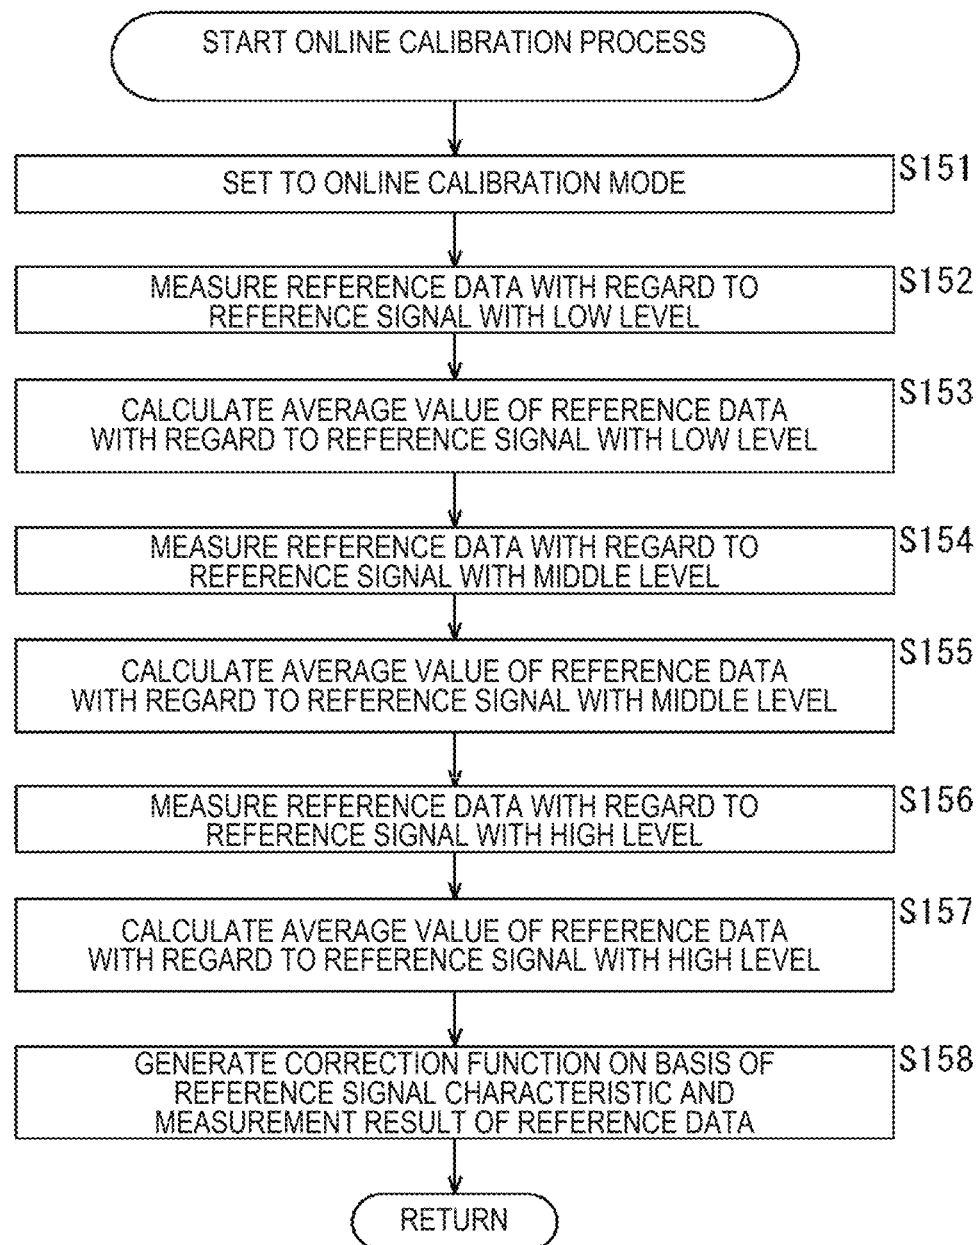 START ONLINE CALIBRATION PROCESS
SET TO ONLINE CALIBRATION MODE
S151
MEASURE REFERENCE DATA WITH REGARD TO
REFERENCE SIGNAL WITH LOW LEVEL
S152
CALCULATE AVERAGE VALUE OF REFERENCE DATA
WITH REGARD TO REFERENCE SIGNAL WITH LOW LEVEL
S153
MEASURE REFERENCE DATA WITH REGARD TO
REFERENCE SIGNAL WITH MIDDLE LEVEL
S154
CALCULATE AVERAGE VALUE OF REFERENCE DATA
WITH REGARD TO REFERENCE SIGNAL WITH MIDDLE LEVEL
S155
MEASURE REFERENCE DATA WITH REGARD TO
REFERENCE SIGNAL WITH HIGH LEVEL
S156
CALCULATE AVERAGE VALUE OF REFERENCE DATA
WITH REGARD TO REFERENCE SIGNAL WITH HIGH LEVEL
S157
GENERATE CORRECTION FUNCTION ON BASIS OF
REFERENCE SIGNAL CHARACTERISTIC AND
MEASUREMENT RESULT OF REFERENCE DATA
S158
RETURN